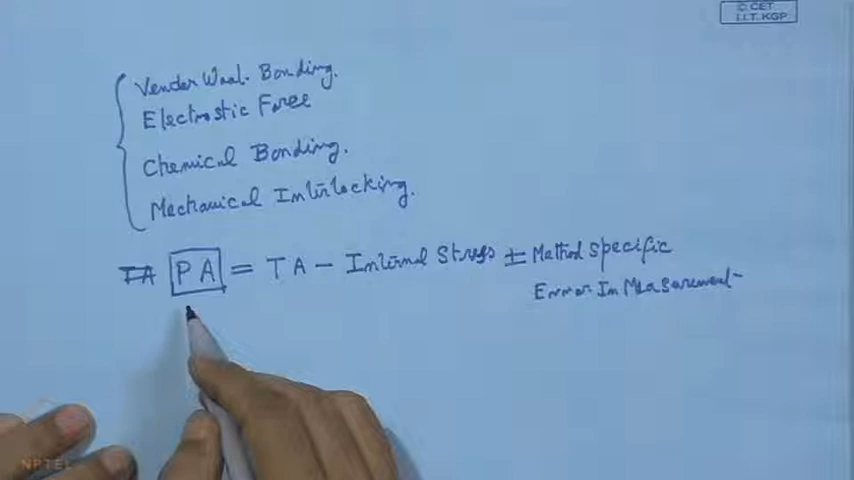 © CET
I.I.T. KGP
Vender Waal Bonding.
Electrostic Force
Chemical Bonding.
Mechanical Interlocking.
PA = TA - Internal Stress ± Method specific
Error In Measurement
NPTEL